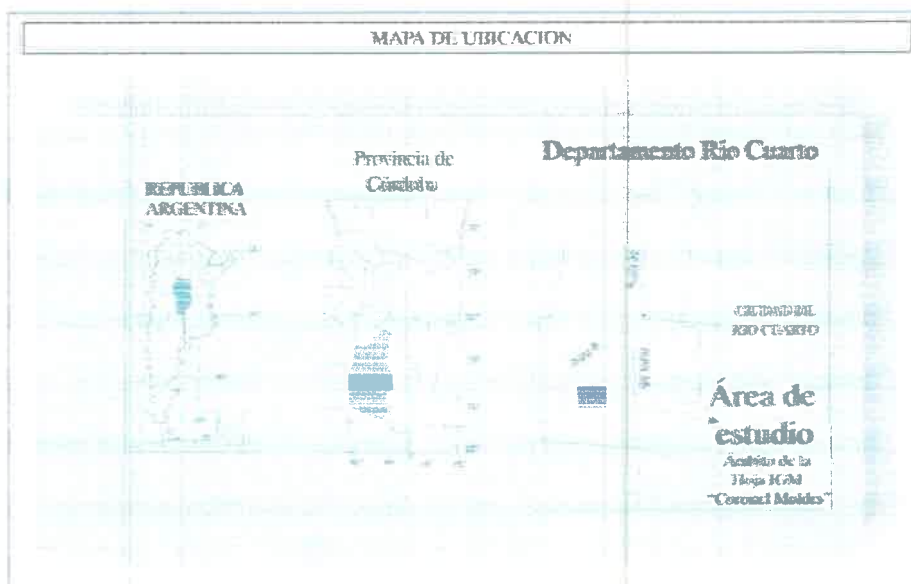 MAPA DE UBICACION
REPUBLICA
ARGENTINA
Provincia de
Córdoba
Departamento Río Cuarto
CIUDAD DE
RIO CUARTO
Área de
estudio
Ámbito de la
Hoja IGM
"Coronel Moldes"